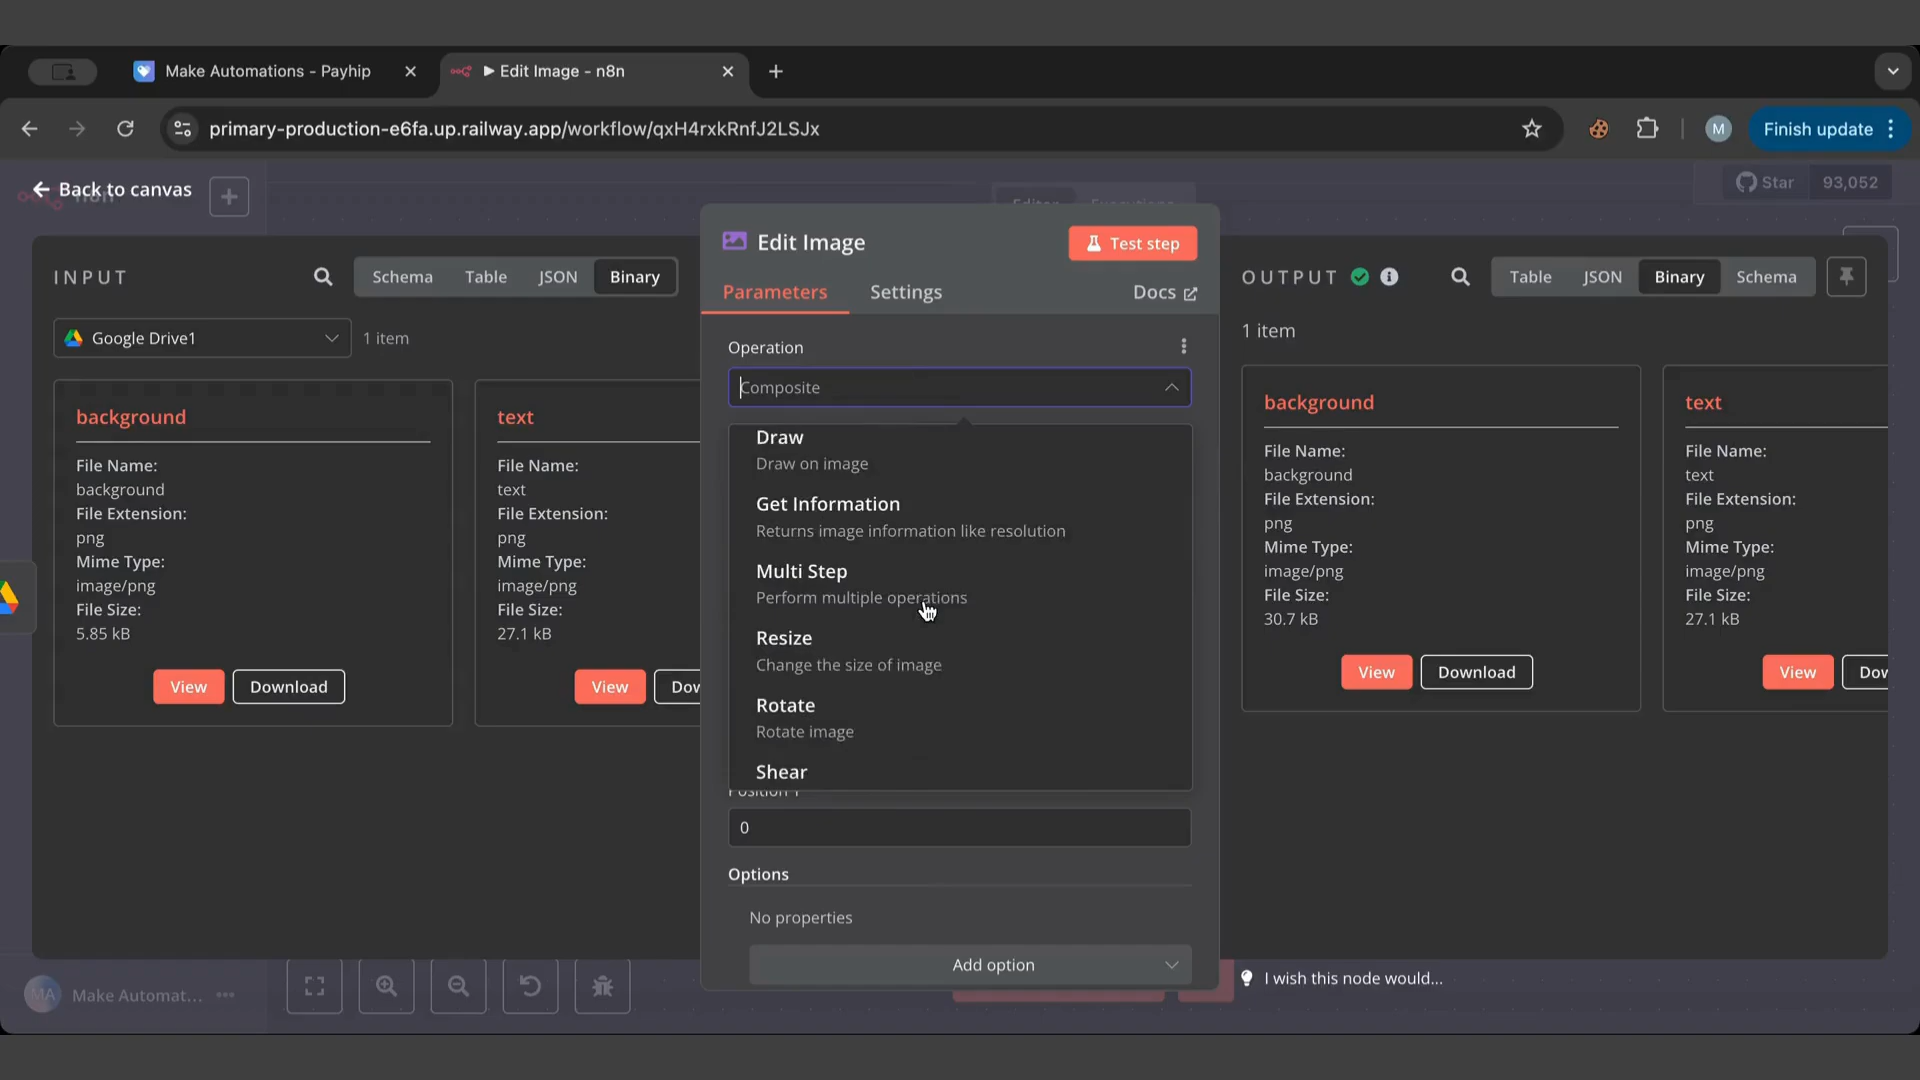 Make Automations - Payhip
Edit Image - n8n
primary-production-e6fa.up.railway.app/workflow/qxH4rxkRnfJ2LSJx
M
Finish update
Back to canvas
n8n
Editor
Executions
Star
93,052
INPUT
Schema
Table
JSON
Binary
Google Drive1
1 item
background
File Name:
background
File Extension:
png
Mime Type:
image/png
File Size:
5.85 kB
View
Download
text
File Name:
text
File Extension:
png
Mime Type:
image/png
File Size:
27.1 kB
View
Dow
Edit Image
Test step
Parameters
Settings
Docs
Operation
Composite
Draw
Draw on image
Get Information
Returns image information like resolution
Multi Step
Perform multiple operations
Resize
Change the size of image
Rotate
Rotate image
Shear
Position Y
0
Options
No properties
Add option
OUTPUT
Table
JSON
Binary
Schema
1 item
background
File Name:
background
File Extension:
png
Mime Type:
image/png
File Size:
30.7 kB
View
Download
text
File Name:
text
File Extension:
png
Mime Type:
image/png
File Size:
27.1 kB
View
Dow
MA
Make Automat...
I wish this node would...